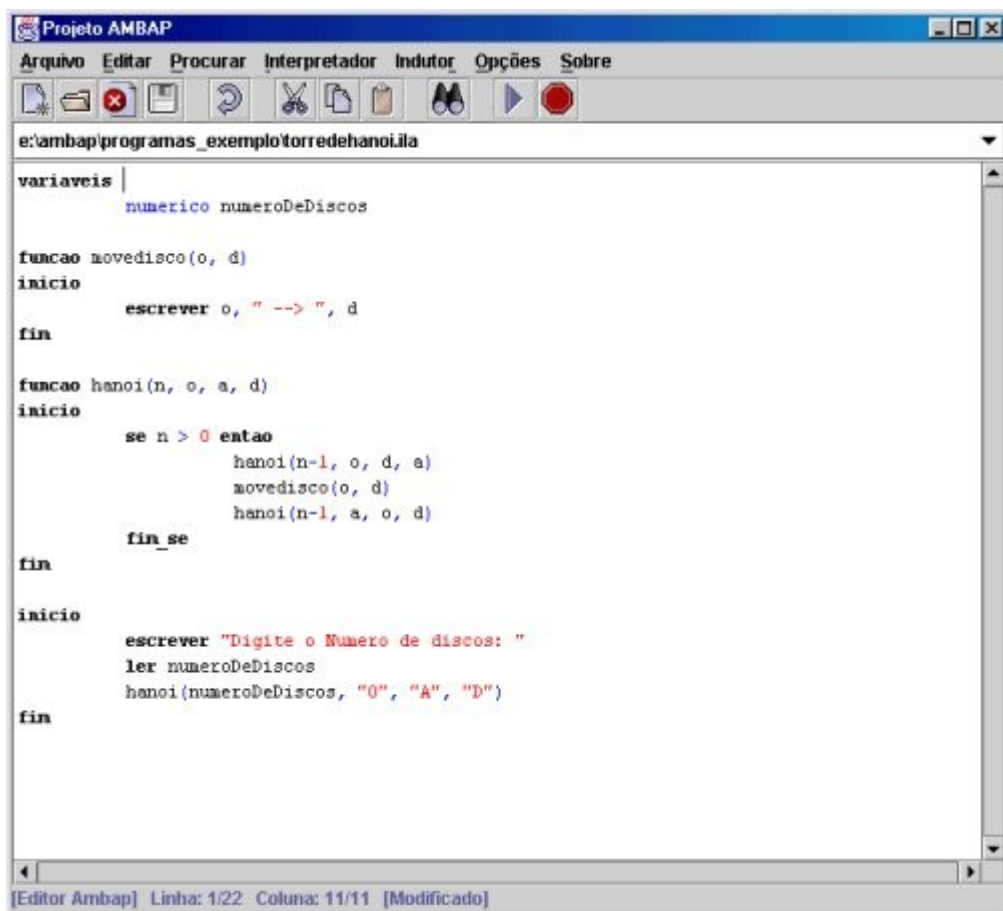 Projeto AMBAP
Arquivo Editar Procurar Interpretador Indutor Opções Sobre
e:\ambap\programas_exemplo\torredehanoi.ila
variaveis
numerico numeroDeDiscos
funcao movedisco(o, d)
inicio
escrever o, " --> ", d
fim
funcao hanoi(n, o, a, d)
inicio
se n > 0 entao
hanoi(n-1, o, d, a)
movedisco(o, d)
hanoi(n-1, a, o, d)
fim_se
fim
inicio
escrever "Digite o Numero de discos: "
ler numeroDeDiscos
hanoi(numeroDeDiscos, "O", "A", "D")
fim
[Editor Ambap] Linha: 1/22 Coluna: 11/11 [Modificado]